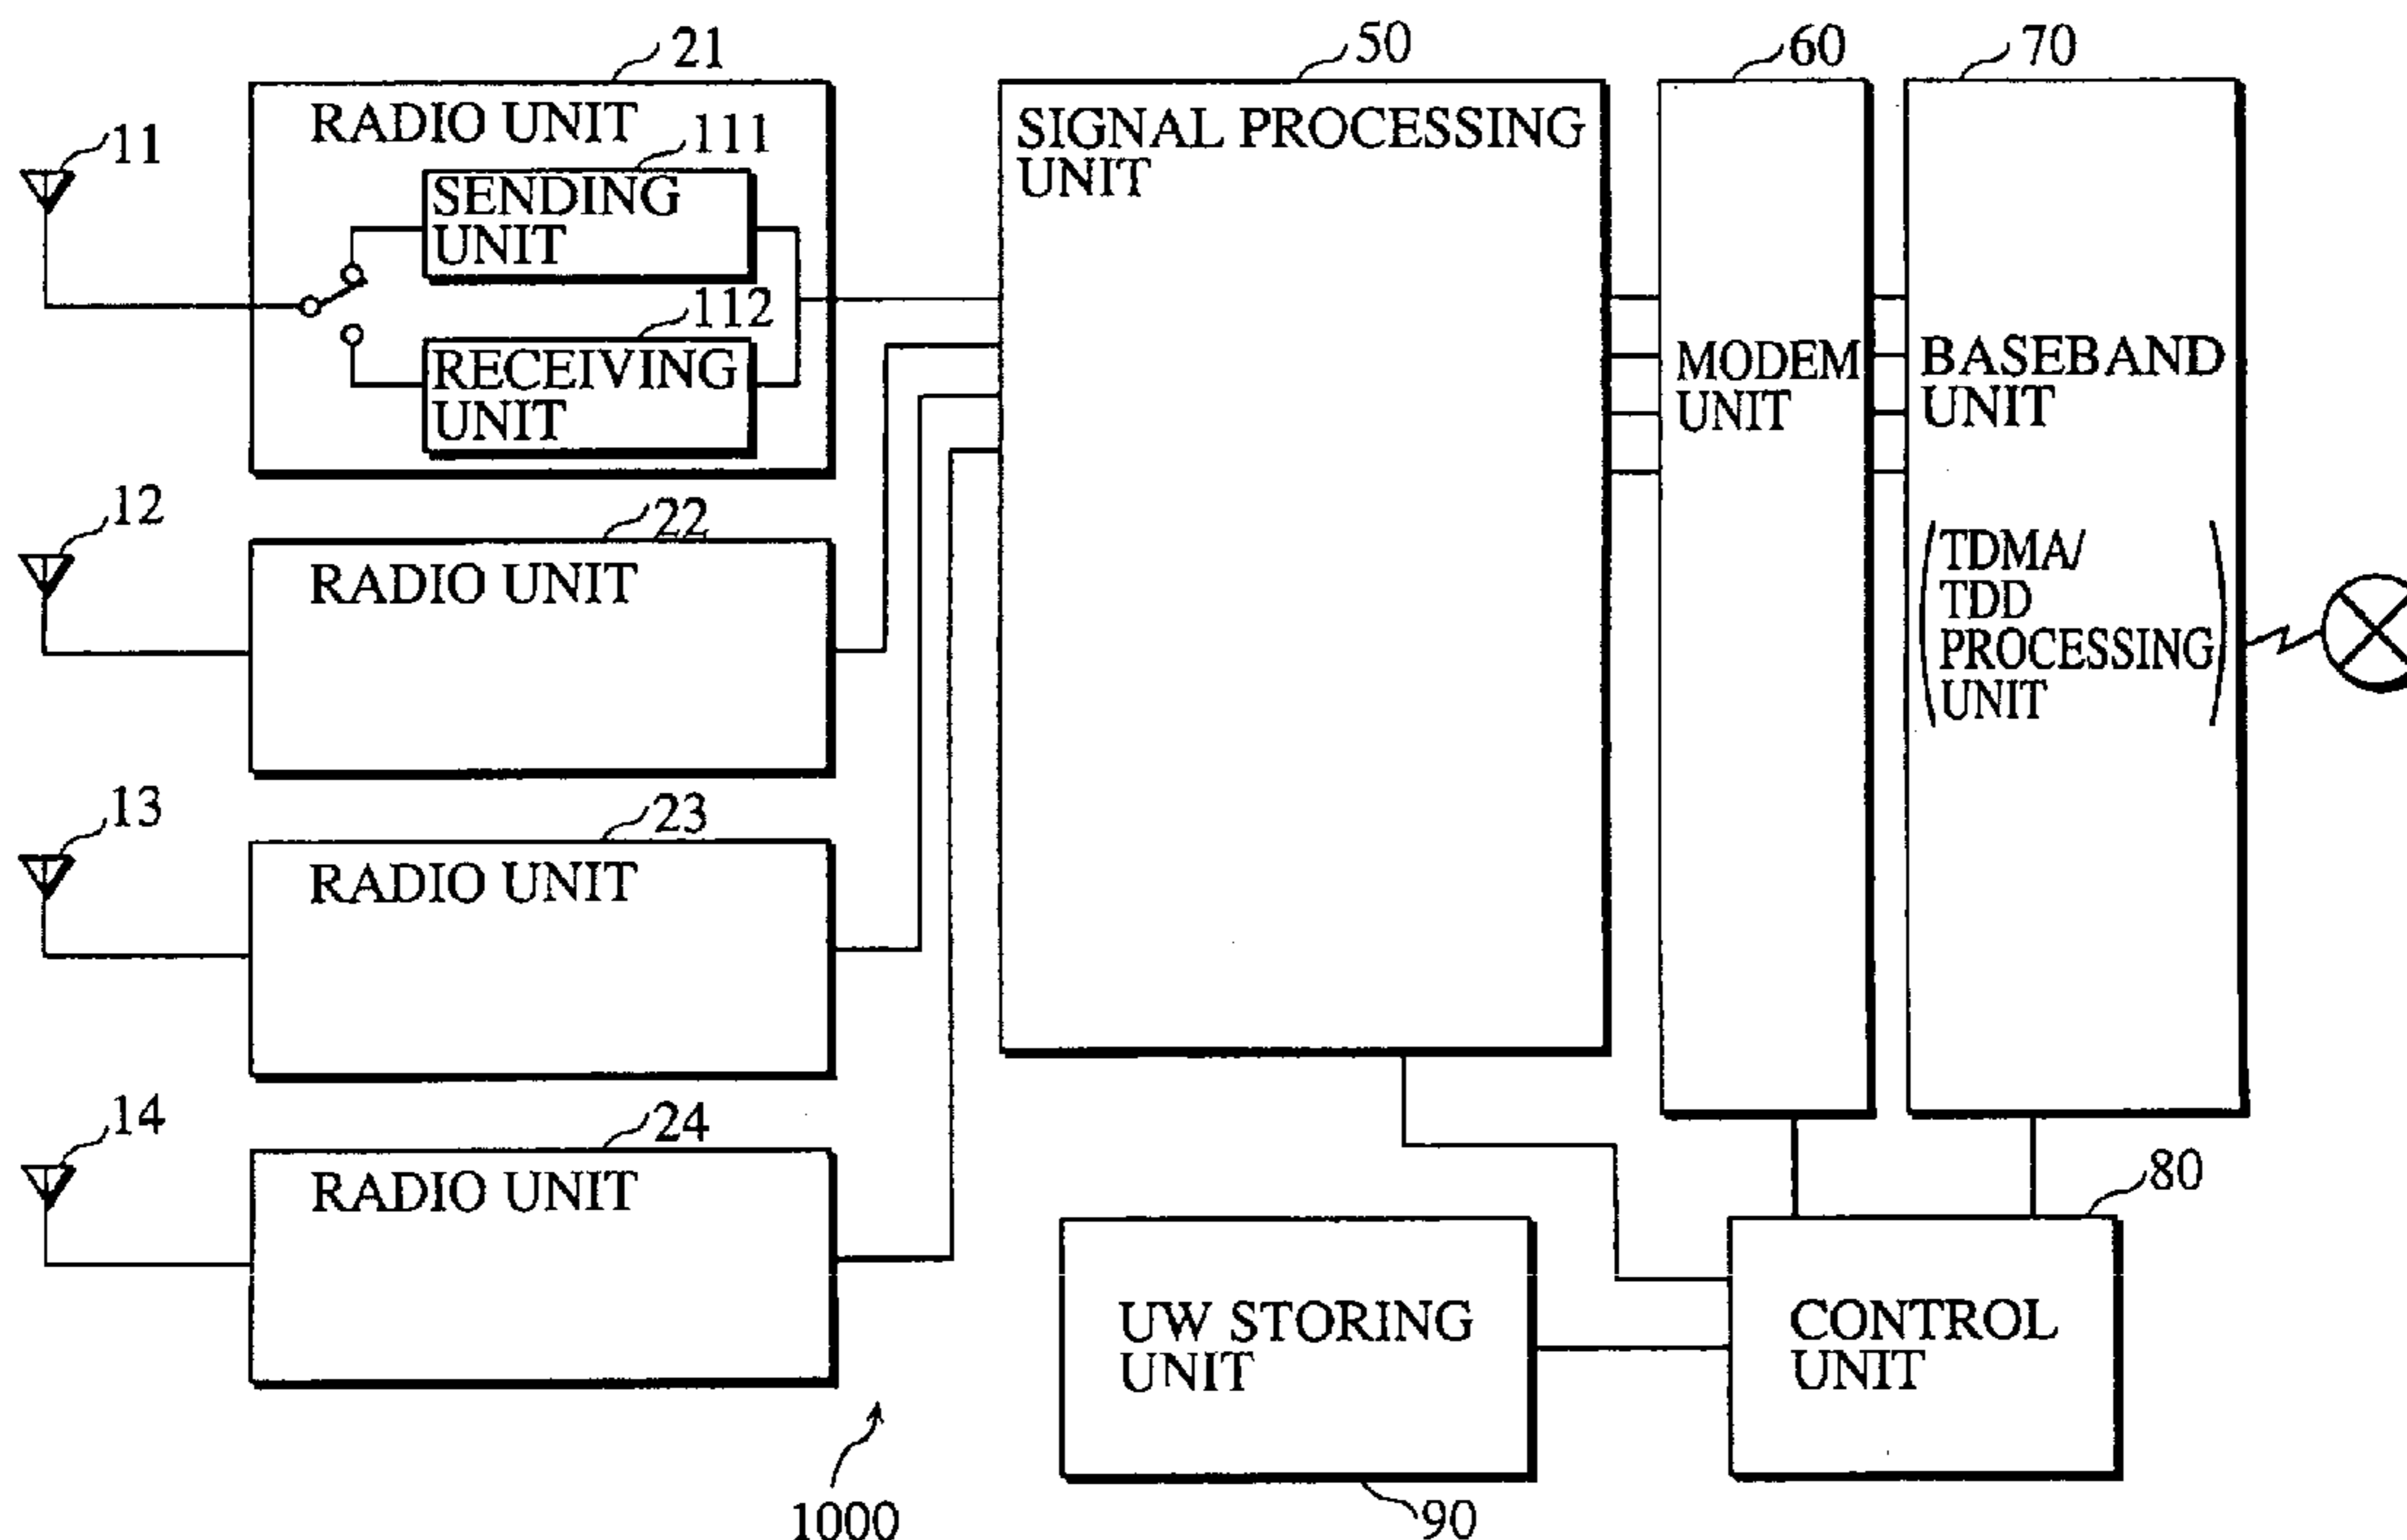 21
RADIO UNIT
11
111
SENDING
UNIT
112
RECEIVING
UNIT
12
22
RADIO UNIT
13
23
RADIO UNIT
14
24
RADIO UNIT
1000
50
SIGNAL PROCESSING
UNIT
60
MODEM
UNIT
70
BASEBAND
UNIT
TDMA/
TDD
PROCESSING
UNIT
80
CONTROL
UNIT
UW STORING
UNIT
90